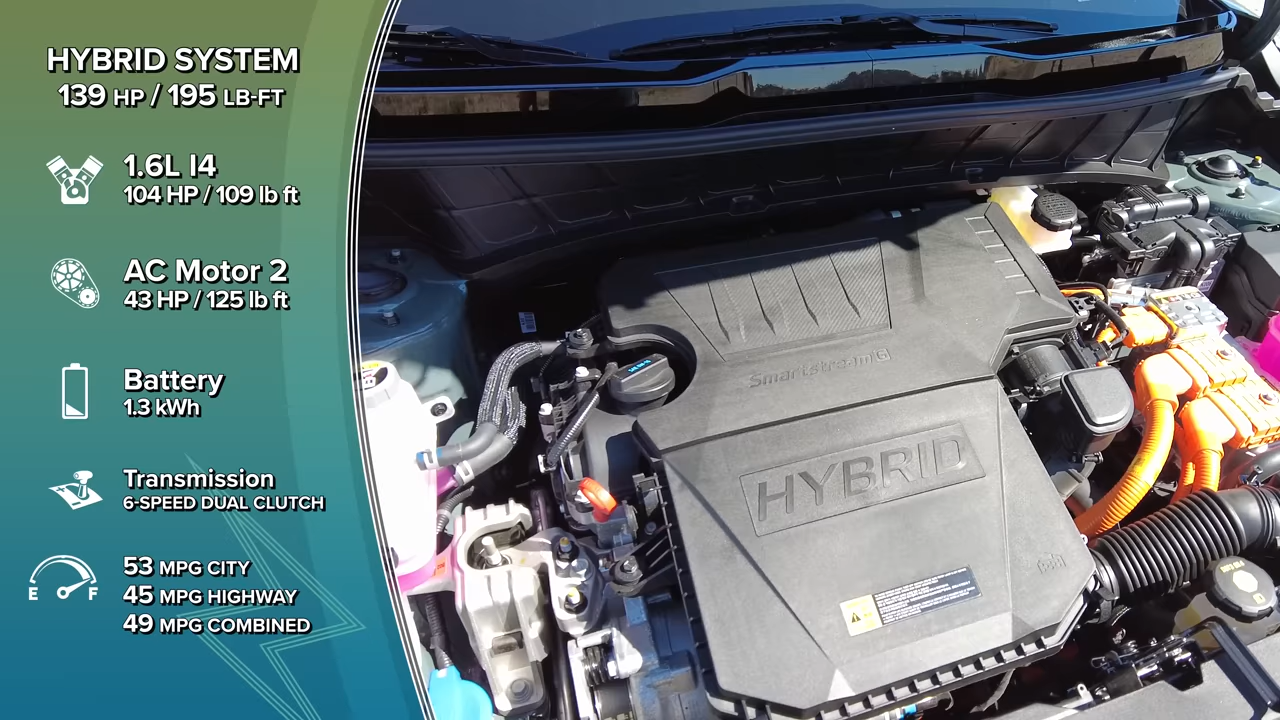 HYBRID SYSTEM
139 HP / 195 LB-FT
1.6L I4
104 HP / 109 lb ft
AC Motor 2
43 HP / 125 lb ft
Battery
1.3 kWh
Transmission
6-SPEED DUAL CLUTCH
E F
53 MPG CITY
45 MPG HIGHWAY
49 MPG COMBINED
Smartstream G
HYBRID